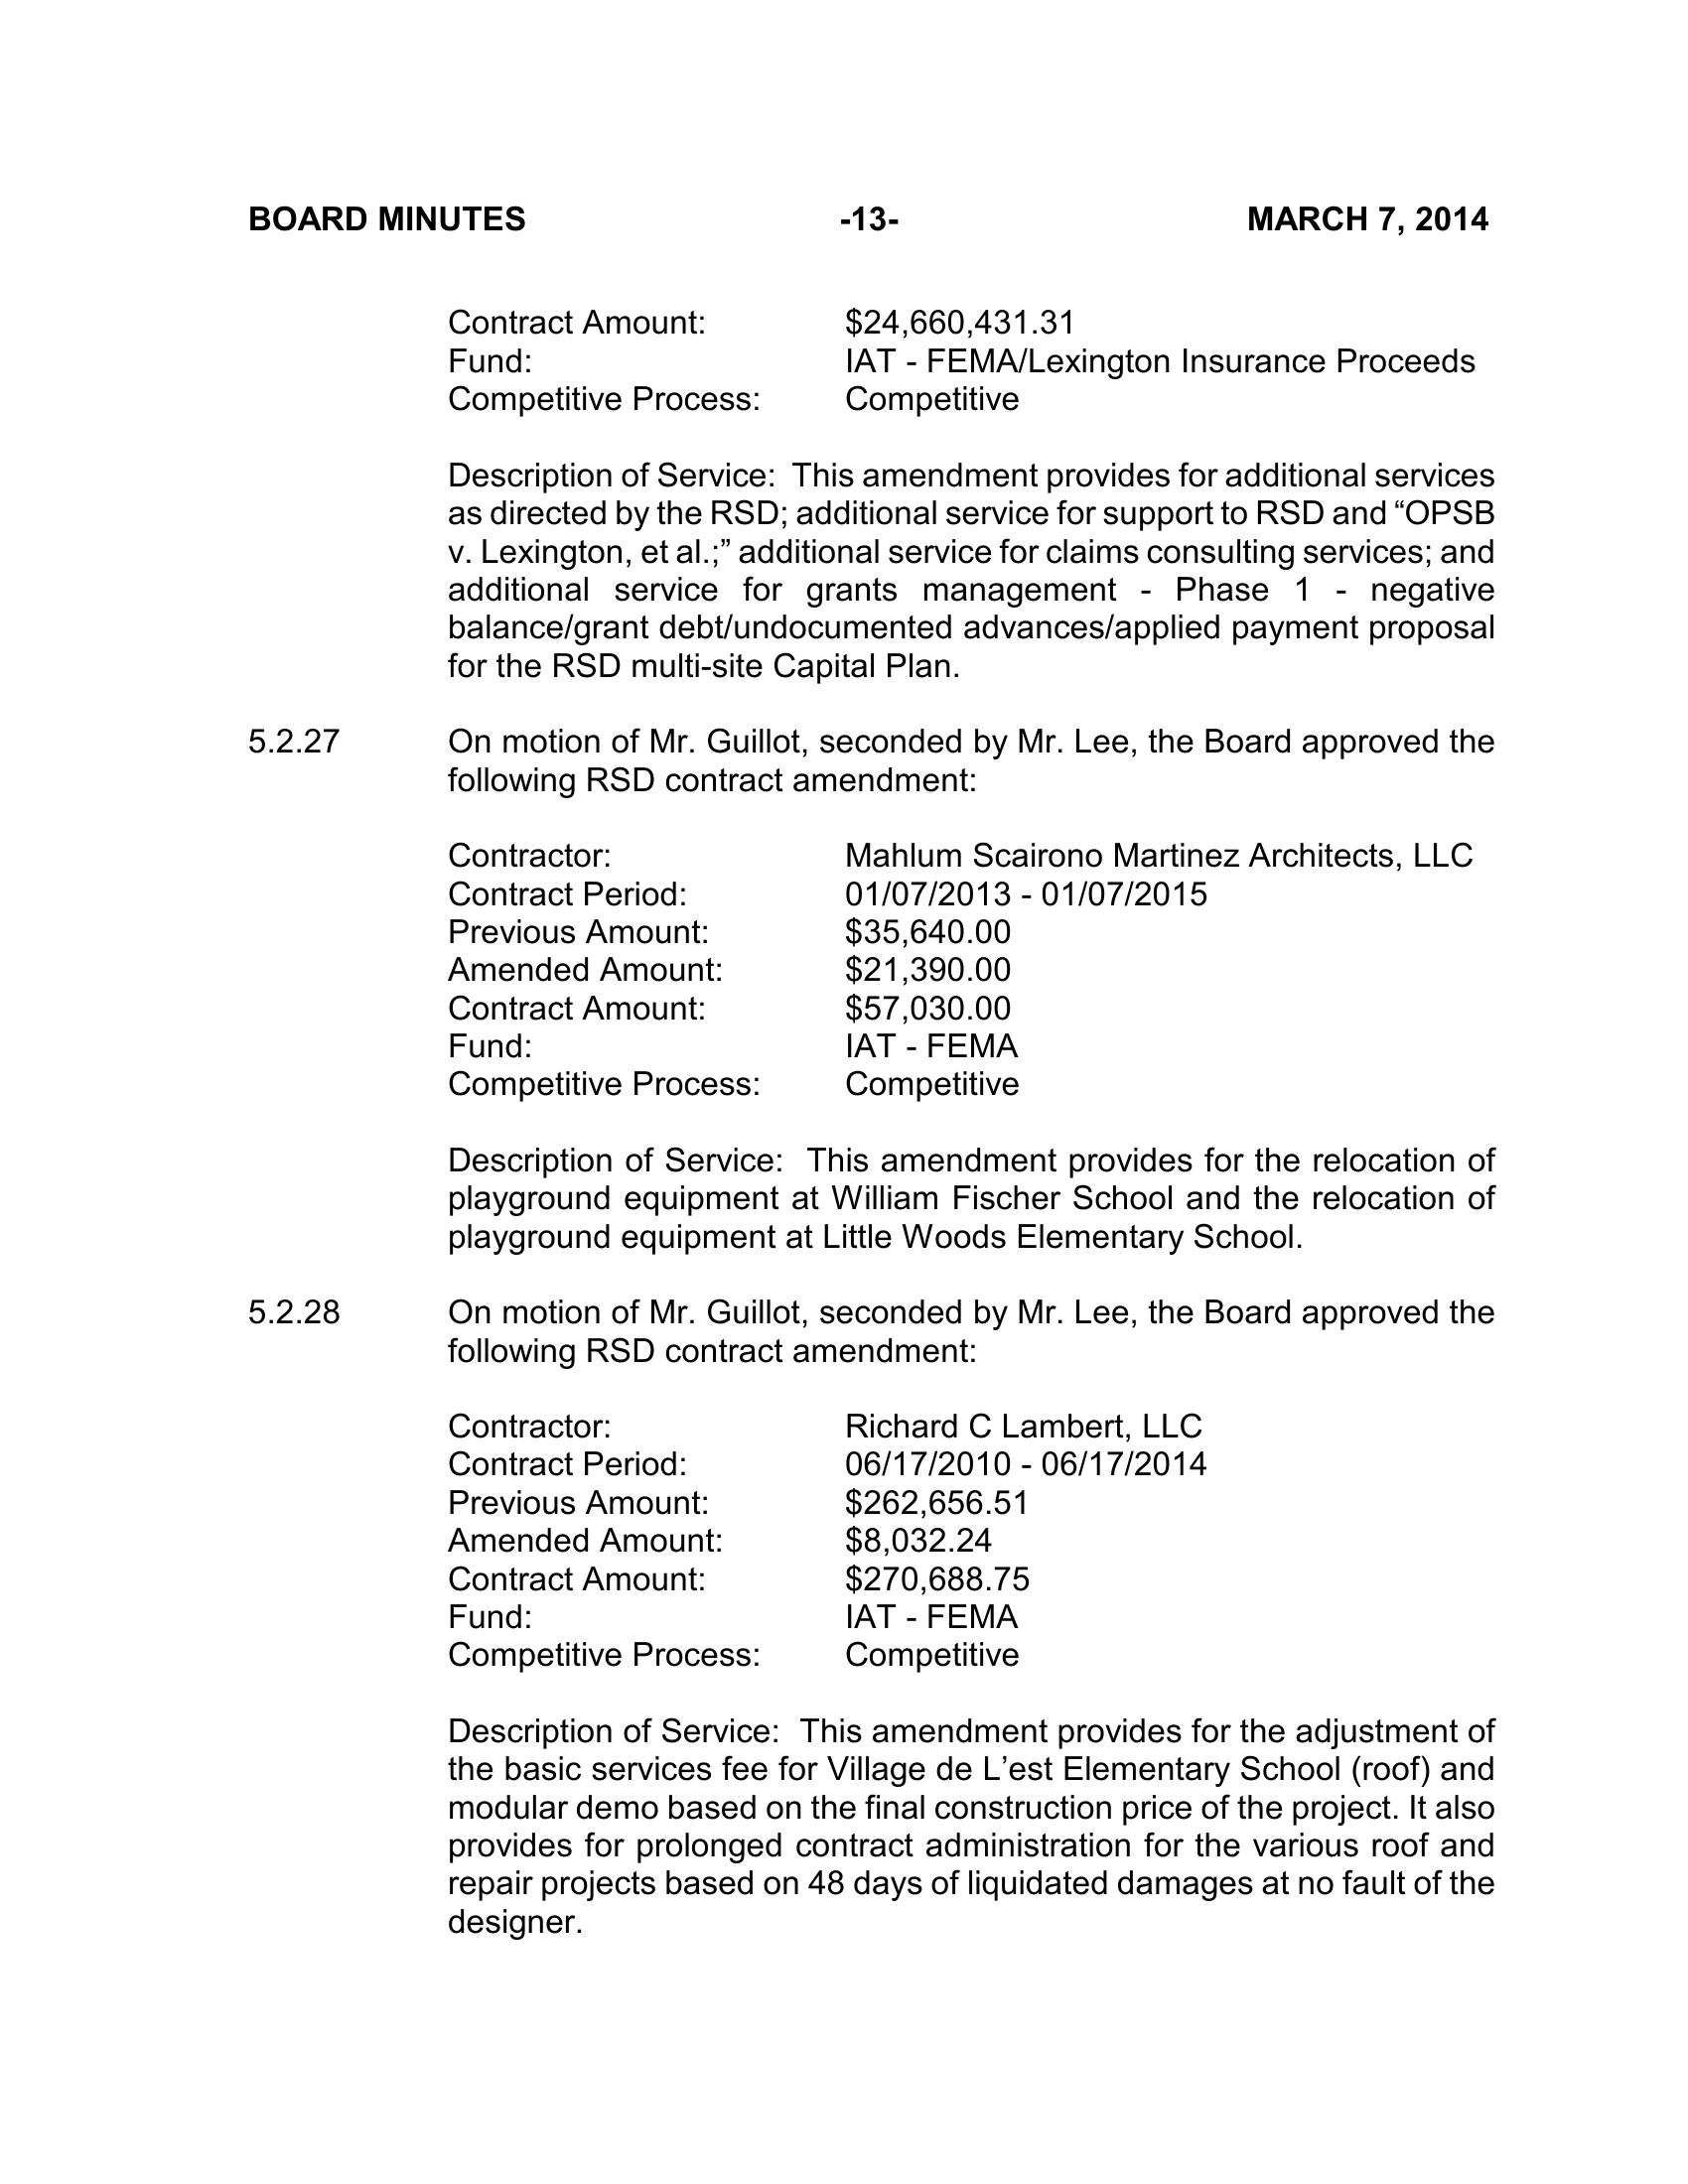 BOARD MINUTES -13- MARCH 7, 2014
Contract Amount: $24,660,431.31
Fund: IAT - FEMA/Lexington Insurance Proceeds
Competitive Process: Competitive
Description of Service: This amendment provides for additional services
as directed by the RSD; additional service for support to RSD and “OPSB
v. Lexington, et al.;” additional service for claims consulting services; and
additional service for grants management - Phase 1 - negative
balance/grant debt/undocumented advances/applied payment proposal
for the RSD multi-site Capital Plan.
5.2.27 On motion of Mr. Guillot, seconded by Mr. Lee, the Board approved the
following RSD contract amendment:
Contractor: Mahlum Scairono Martinez Architects, LLC
Contract Period: 01/07/2013 - 01/07/2015
Previous Amount: $35,640.00
Amended Amount: $21,390.00
Contract Amount: $57,030.00
Fund: IAT - FEMA
Competitive Process: Competitive
Description of Service: This amendment provides for the relocation of
playground equipment at William Fischer School and the relocation of
playground equipment at Little Woods Elementary School.
5.2.28 On motion of Mr. Guillot, seconded by Mr. Lee, the Board approved the
following RSD contract amendment:
Contractor: Richard C Lambert, LLC
Contract Period: 06/17/2010 - 06/17/2014
Previous Amount: $262,656.51
Amended Amount: $8,032.24
Contract Amount: $270,688.75
Fund: IAT - FEMA
Competitive Process: Competitive
Description of Service: This amendment provides for the adjustment of
the basic services fee for Village de L’est Elementary School (roof) and
modular demo based on the final construction price of the project. It also
provides for prolonged contract administration for the various roof and
repair projects based on 48 days of liquidated damages at no fault of the
designer.